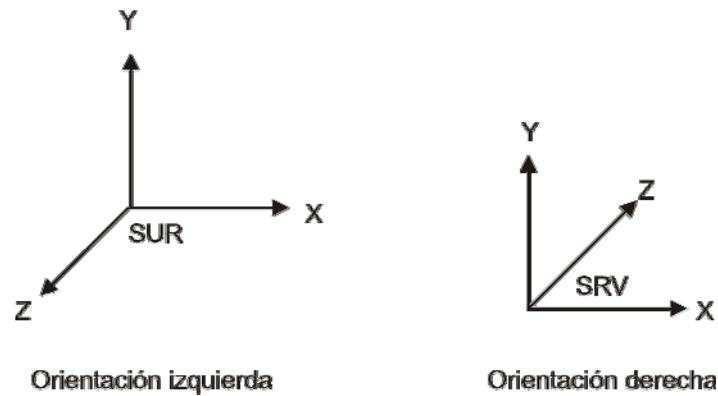 Y
X
SUR
Z
Orientación izquierda
Y
Z
SRV
X
Orientación derecha